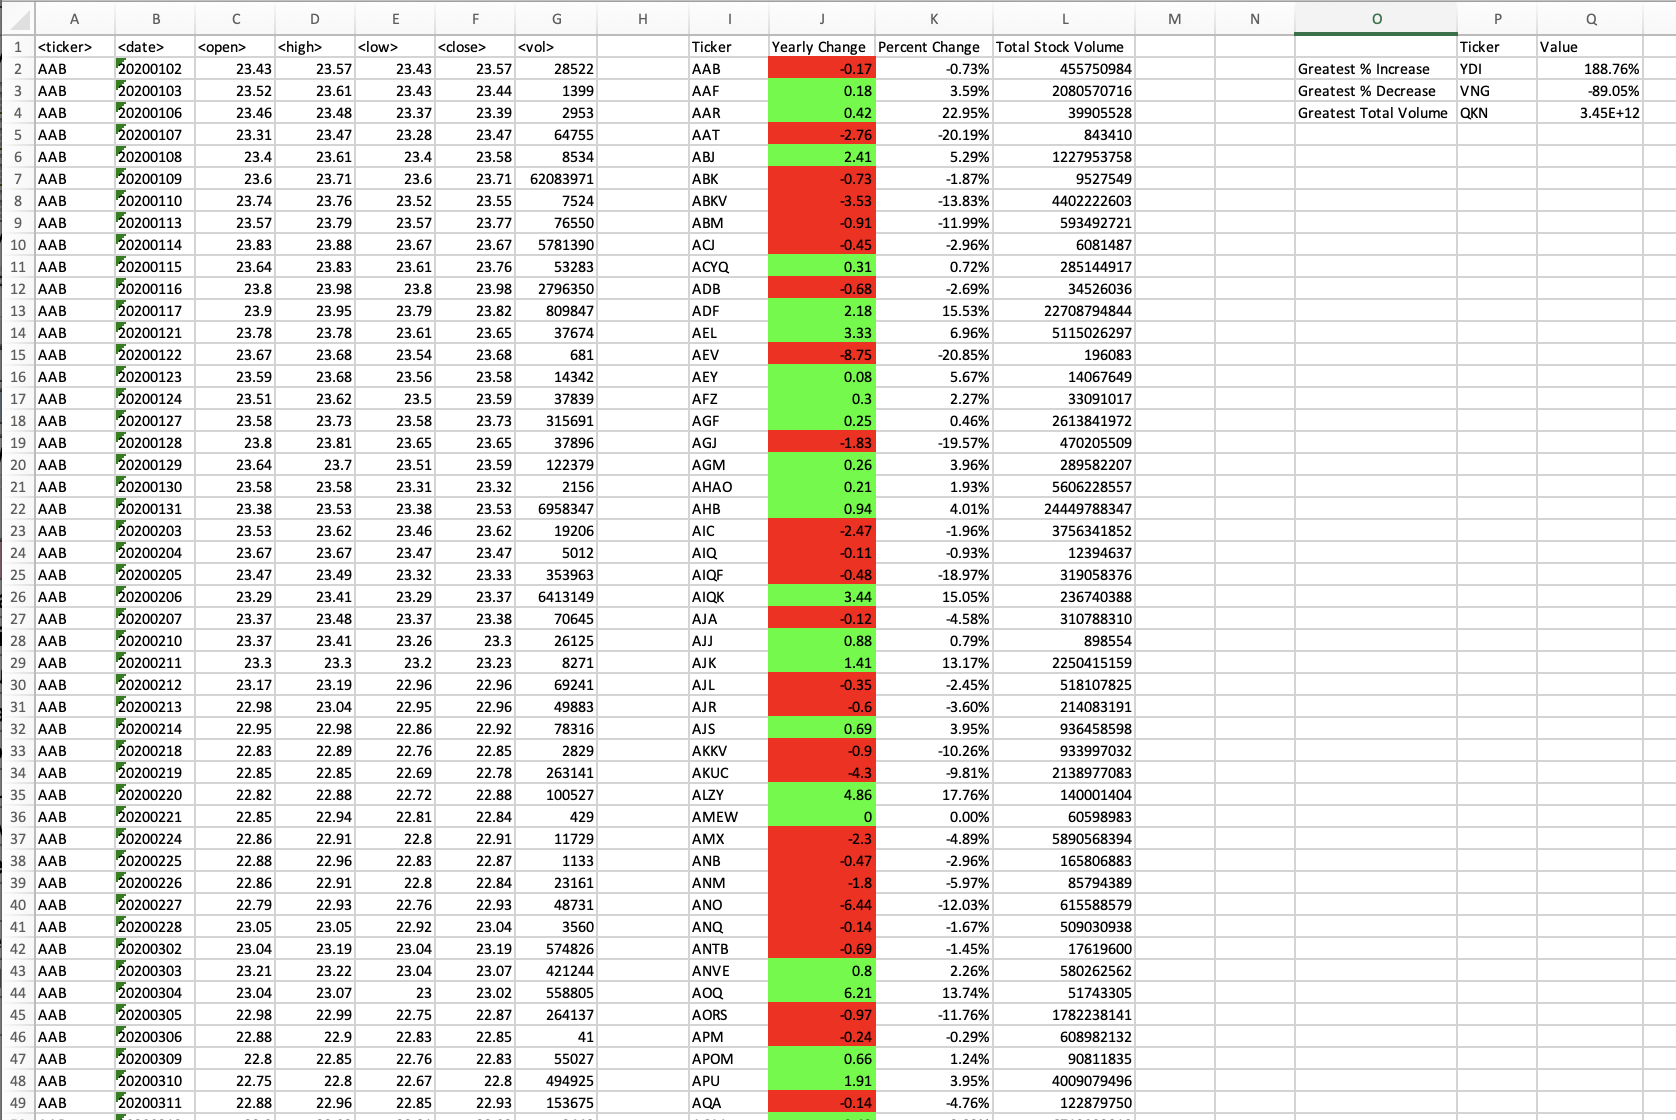 A B C D E F G H I J K L M N O P Q
1 <ticker> <date> <open> <high> <low> <close> <vol> Ticker Yearly Change Percent Change Total Stock Volume Ticker Value
2 AAB 20200102 23.43 23.57 23.43 23.57 28522 AAB -0.17 -0.73% 455750984 Greatest % Increase YDI 188.76%
3 AAB 20200103 23.52 23.61 23.43 23.44 1399 AAF 0.18 3.59% 2080570716 Greatest % Decrease VNG -89.05%
4 AAB 20200106 23.46 23.48 23.37 23.39 2953 AAR 0.42 22.95% 39905528 Greatest Total Volume QKN 3.45E+12
5 AAB 20200107 23.31 23.47 23.28 23.47 64755 AAT -2.76 -20.19% 843410
6 AAB 20200108 23.4 23.61 23.4 23.58 8534 ABJ 2.41 5.29% 1227953758
7 AAB 20200109 23.6 23.71 23.6 23.71 62083971 ABK -0.73 -1.87% 9527549
8 AAB 20200110 23.74 23.76 23.52 23.55 7524 ABKV -3.53 -13.83% 4402222603
9 AAB 20200113 23.57 23.79 23.57 23.77 76550 ABM -0.91 -11.99% 593492721
10 AAB 20200114 23.83 23.88 23.67 23.67 5781390 ACJ -0.45 -2.96% 6081487
11 AAB 20200115 23.64 23.83 23.61 23.76 53283 ACYQ 0.31 0.72% 285144917
12 AAB 20200116 23.8 23.98 23.8 23.98 2796350 ADB -0.68 -2.69% 34526036
13 AAB 20200117 23.9 23.95 23.79 23.82 809847 ADF 2.18 15.53% 22708794844
14 AAB 20200121 23.78 23.78 23.61 23.65 37674 AEL 3.33 6.96% 5115026297
15 AAB 20200122 23.67 23.68 23.54 23.68 681 AEV -8.75 -20.85% 196083
16 AAB 20200123 23.59 23.68 23.56 23.58 14342 AEY 0.08 5.67% 14067649
17 AAB 20200124 23.51 23.62 23.5 23.59 37839 AFZ 0.3 2.27% 33091017
18 AAB 20200127 23.58 23.73 23.58 23.73 315691 AGF 0.25 0.46% 2613841972
19 AAB 20200128 23.8 23.81 23.65 23.65 37896 AGJ -1.83 -19.57% 470205509
20 AAB 20200129 23.64 23.7 23.51 23.59 122379 AGM 0.26 3.96% 289582207
21 AAB 20200130 23.58 23.58 23.31 23.32 2156 AHAO 0.21 1.93% 5606228557
22 AAB 20200131 23.38 23.53 23.38 23.53 6958347 AHB 0.94 4.01% 24449788347
23 AAB 20200203 23.53 23.62 23.46 23.62 19206 AIC -2.47 -1.96% 3756341852
24 AAB 20200204 23.67 23.67 23.47 23.47 5012 AIQ -0.11 -0.93% 12394637
25 AAB 20200205 23.47 23.49 23.32 23.33 353963 AIQF -0.48 -18.97% 319058376
26 AAB 20200206 23.29 23.41 23.29 23.37 6413149 AIQK 3.44 15.05% 236740388
27 AAB 20200207 23.37 23.48 23.37 23.38 70645 AJA -0.12 -4.58% 310788310
28 AAB 20200210 23.37 23.41 23.26 23.3 26125 AJJ 0.88 0.79% 898554
29 AAB 20200211 23.3 23.3 23.2 23.23 8271 AJK 1.41 13.17% 2250415159
30 AAB 20200212 23.17 23.19 22.96 22.96 69241 AJL -0.35 -2.45% 518107825
31 AAB 20200213 22.98 23.04 22.95 22.96 49883 AJR -0.6 -3.60% 214083191
32 AAB 20200214 22.95 22.98 22.86 22.92 78316 AJS 0.69 3.95% 936458598
33 AAB 20200218 22.83 22.89 22.76 22.85 2829 AKKV -0.9 -10.26% 933997032
34 AAB 20200219 22.85 22.85 22.69 22.78 263141 AKUC -4.3 -9.81% 2138977083
35 AAB 20200220 22.82 22.88 22.72 22.88 100527 ALZY 4.86 17.76% 140001404
36 AAB 20200221 22.85 22.94 22.81 22.84 429 AMEW 0 0.00% 60598983
37 AAB 20200224 22.86 22.91 22.8 22.91 11729 AMX -2.3 -4.89% 5890568394
38 AAB 20200225 22.88 22.96 22.83 22.87 1133 ANB -0.47 -2.96% 165806883
39 AAB 20200226 22.86 22.91 22.8 22.84 23161 ANM -1.8 -5.97% 85794389
40 AAB 20200227 22.79 22.93 22.76 22.93 48731 ANO -6.44 -12.03% 615588579
41 AAB 20200228 23.05 23.05 22.92 23.04 3560 ANQ -0.14 -1.67% 509030938
42 AAB 20200302 23.04 23.19 23.04 23.19 574826 ANTB -0.69 -1.45% 17619600
43 AAB 20200303 23.21 23.22 23.04 23.07 421244 ANVE 0.8 2.26% 580262562
44 AAB 20200304 23.04 23.07 23 23.02 558805 AOQ 6.21 13.74% 51743305
45 AAB 20200305 22.98 22.99 22.75 22.87 264137 AORS -0.97 -11.76% 1782238141
46 AAB 20200306 22.88 22.9 22.83 22.85 41 APM -0.24 -0.29% 608982132
47 AAB 20200309 22.8 22.85 22.76 22.83 55027 APOM 0.66 1.24% 90811835
48 AAB 20200310 22.75 22.8 22.67 22.8 494925 APU 1.91 3.95% 4009079496
49 AAB 20200311 22.88 22.96 22.85 22.93 153675 AQA -0.14 -4.76% 122879750